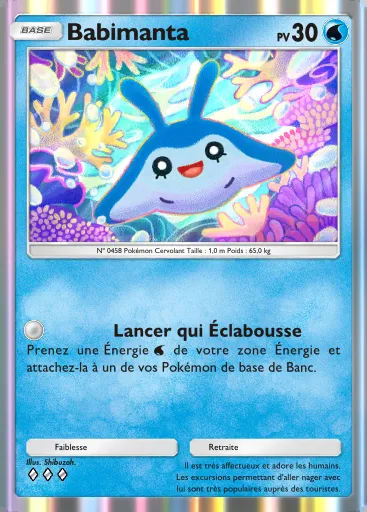 BASE Babimanta PV 30
N° 0458 Pokémon Cervolant Taille : 1,0 m Poids : 65,0 kg
Lancer qui Éclabousse
Prenez une Énergie de votre zone Énergie et
attachez-la à un de vos Pokémon de base de Banc.
Faiblesse Retraite
Illus. Shibuzoh.
Il est très affectueux et adore les humains.
Les excursions permettant d'aller nager avec
lui sont très populaires auprès des touristes.